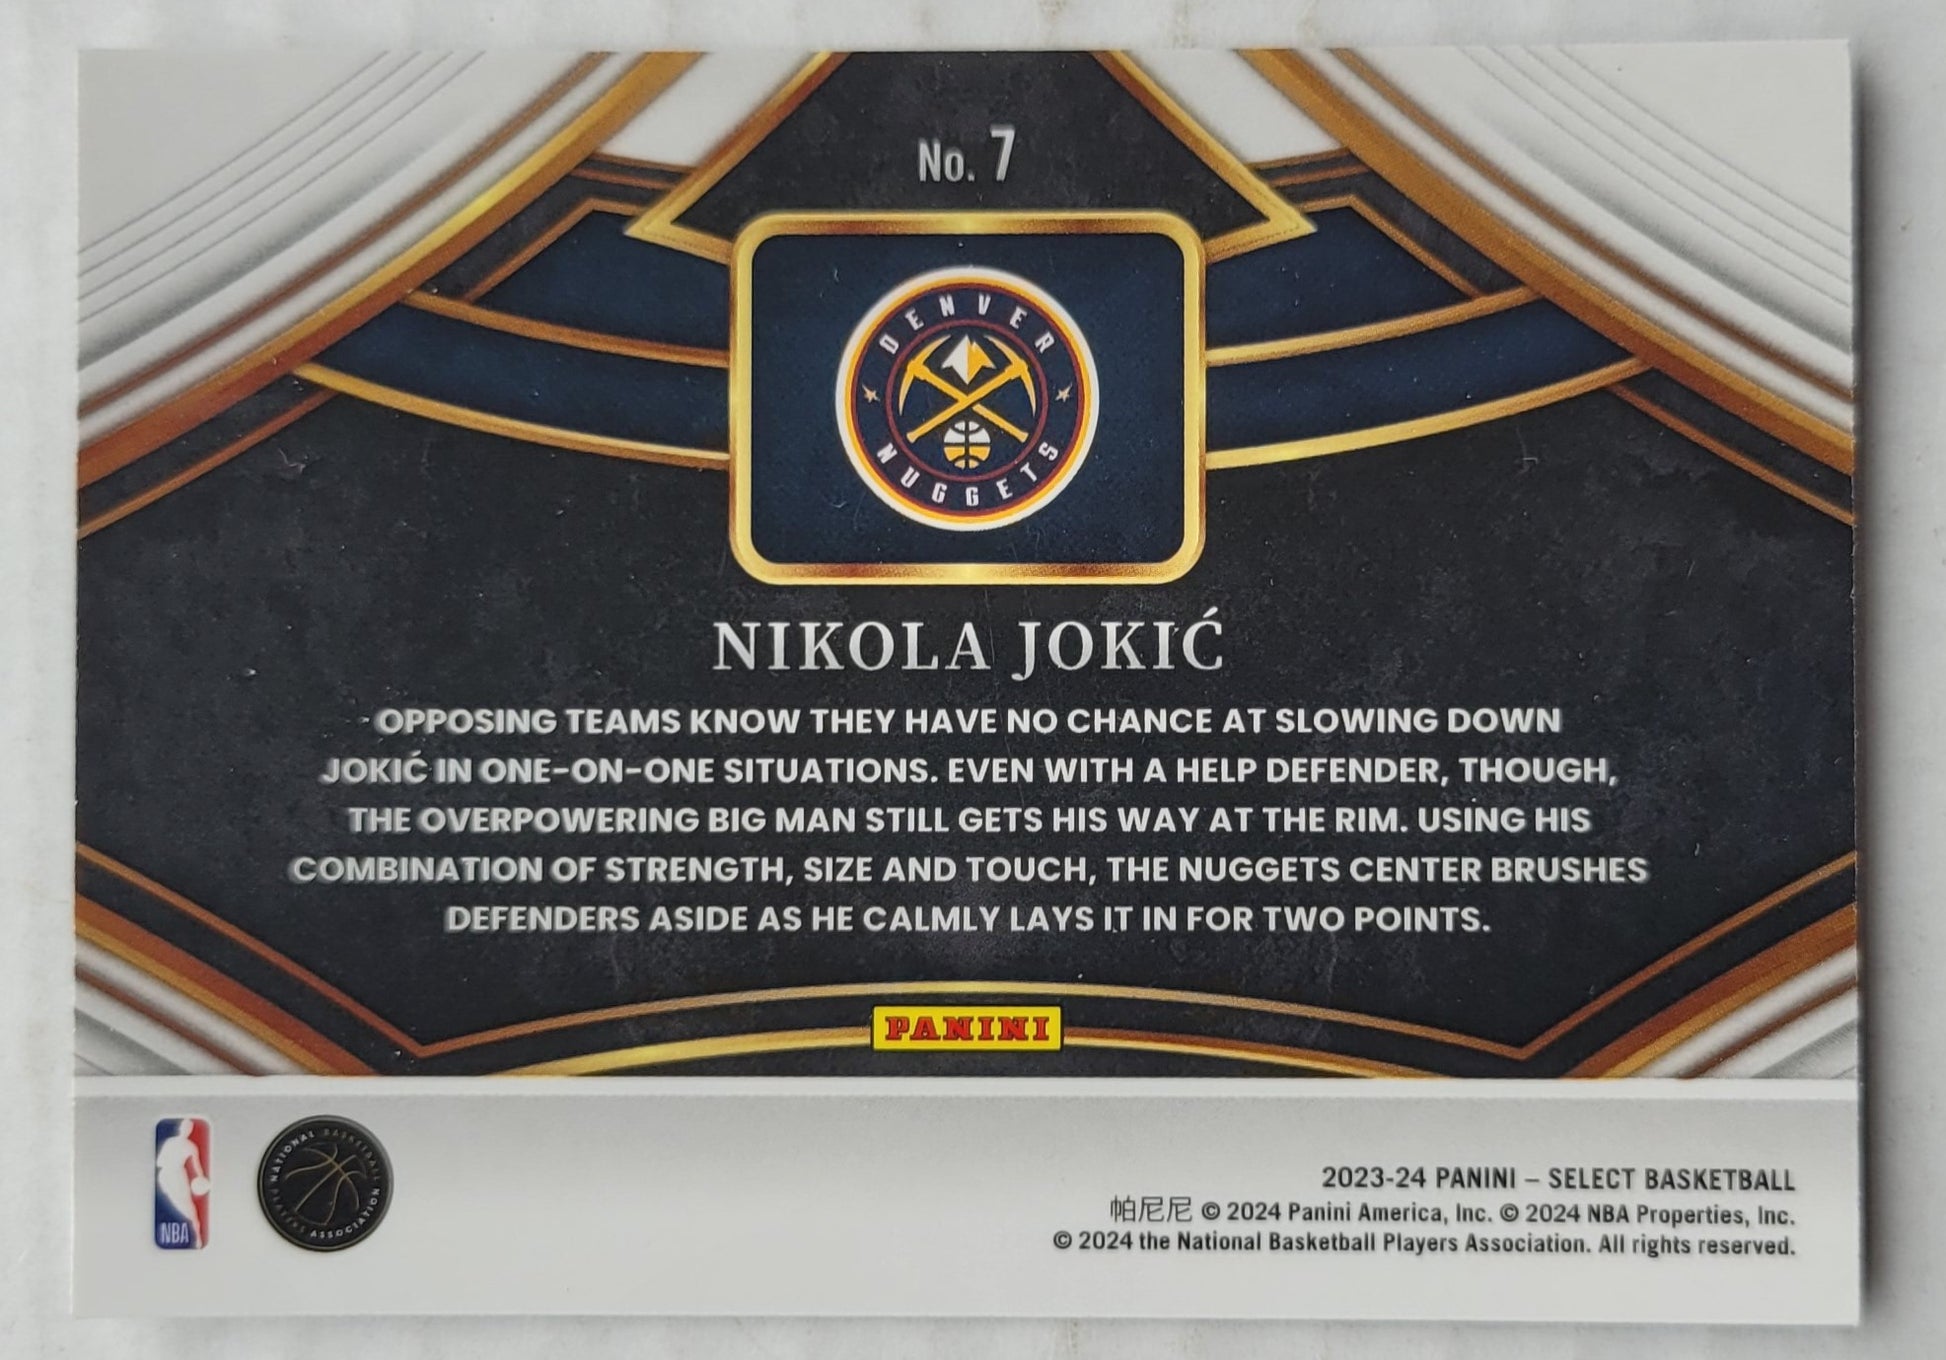 No. 7
DENVER
NUGGETS
NIKOLA JOKIĆ
OPPOSING TEAMS KNOW THEY HAVE NO CHANCE AT SLOWING DOWN
JOKIĆ IN ONE-ON-ONE SITUATIONS. EVEN WITH A HELP DEFENDER, THOUGH,
THE OVERPOWERING BIG MAN STILL GETS HIS WAY AT THE RIM. USING HIS
COMBINATION OF STRENGTH, SIZE AND TOUCH, THE NUGGETS CENTER BRUSHES
DEFENDERS ASIDE AS HE CALMLY LAYS IT IN FOR TWO POINTS.
PANINI
NBA
NATIONAL BASKETBALL
PLAYERS ASSOCIATION
2023-24 PANINI – SELECT BASKETBALL
帕尼尼 © 2024 Panini America, Inc. © 2024 NBA Properties, Inc.
© 2024 the National Basketball Players Association. All rights reserved.